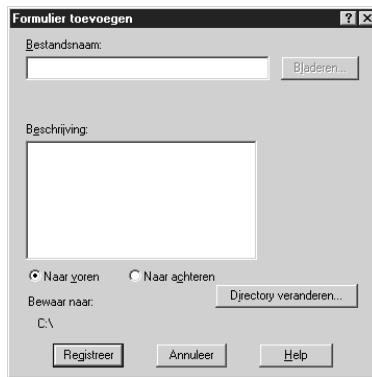 Formulier toevoegen
Bestandsnaam:
Bladeren...
Beschrijving:
Naar voren Naar achteren
Bewaar naar: Directory veranderen...
C:\
Registreer Annuleer Help